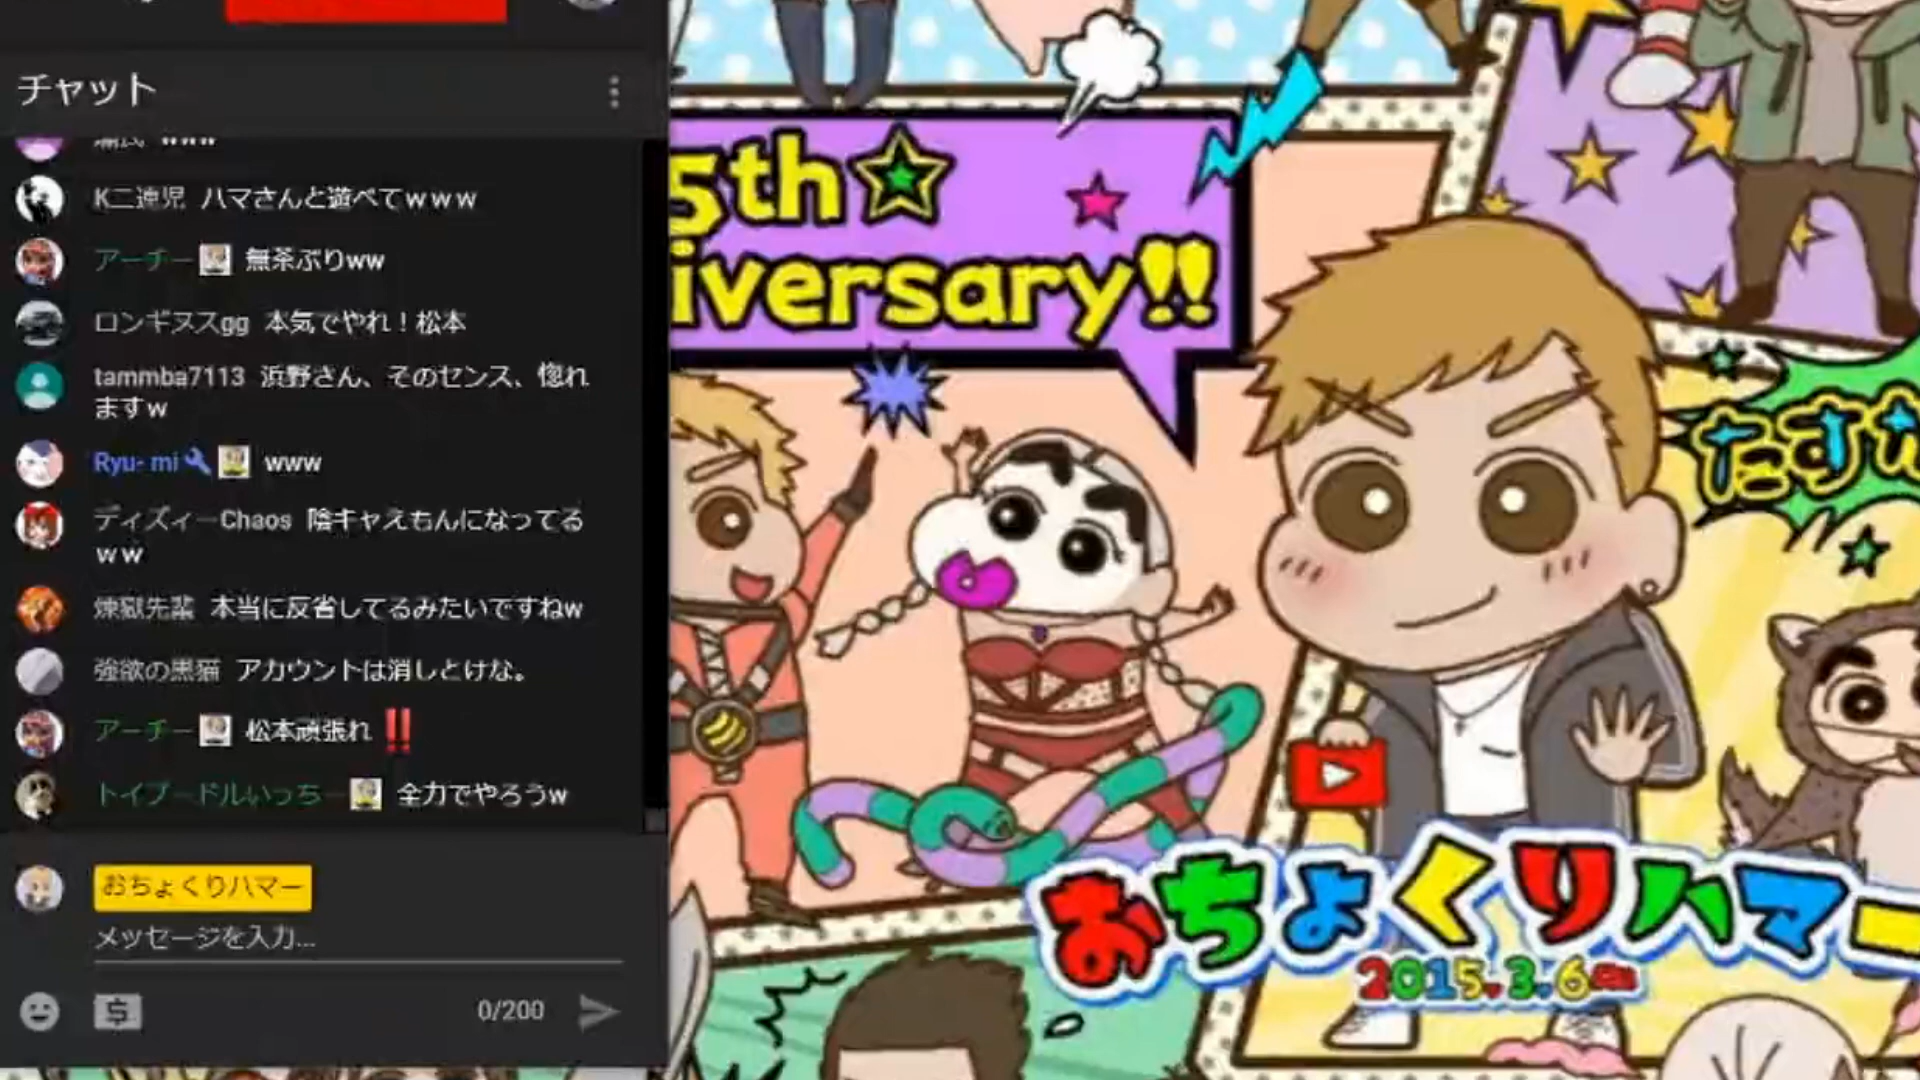 チャット
K二連児 ハマさんと遊べてｗｗｗ
アーチー 無茶ぶりww
ロンギヌスgg 本気でやれ！松本
tammba7113 浜野さん、そのセンス、惚れ
ますw
Ryu- mi www
ディズィーChaos 陰キャえもんになってる
ww
煉獄先輩 本当に反省してるみたいですねw
強欲の黒猫 アカウントは消しとけな。
アーチー 松本頑張れ‼
トイプードルいっちー 全力でやろうw
おちょくりハマー
メッセージを入力...
0/200
5th
iversary!!
たすけ
おちょくりハマー
2015.3.6